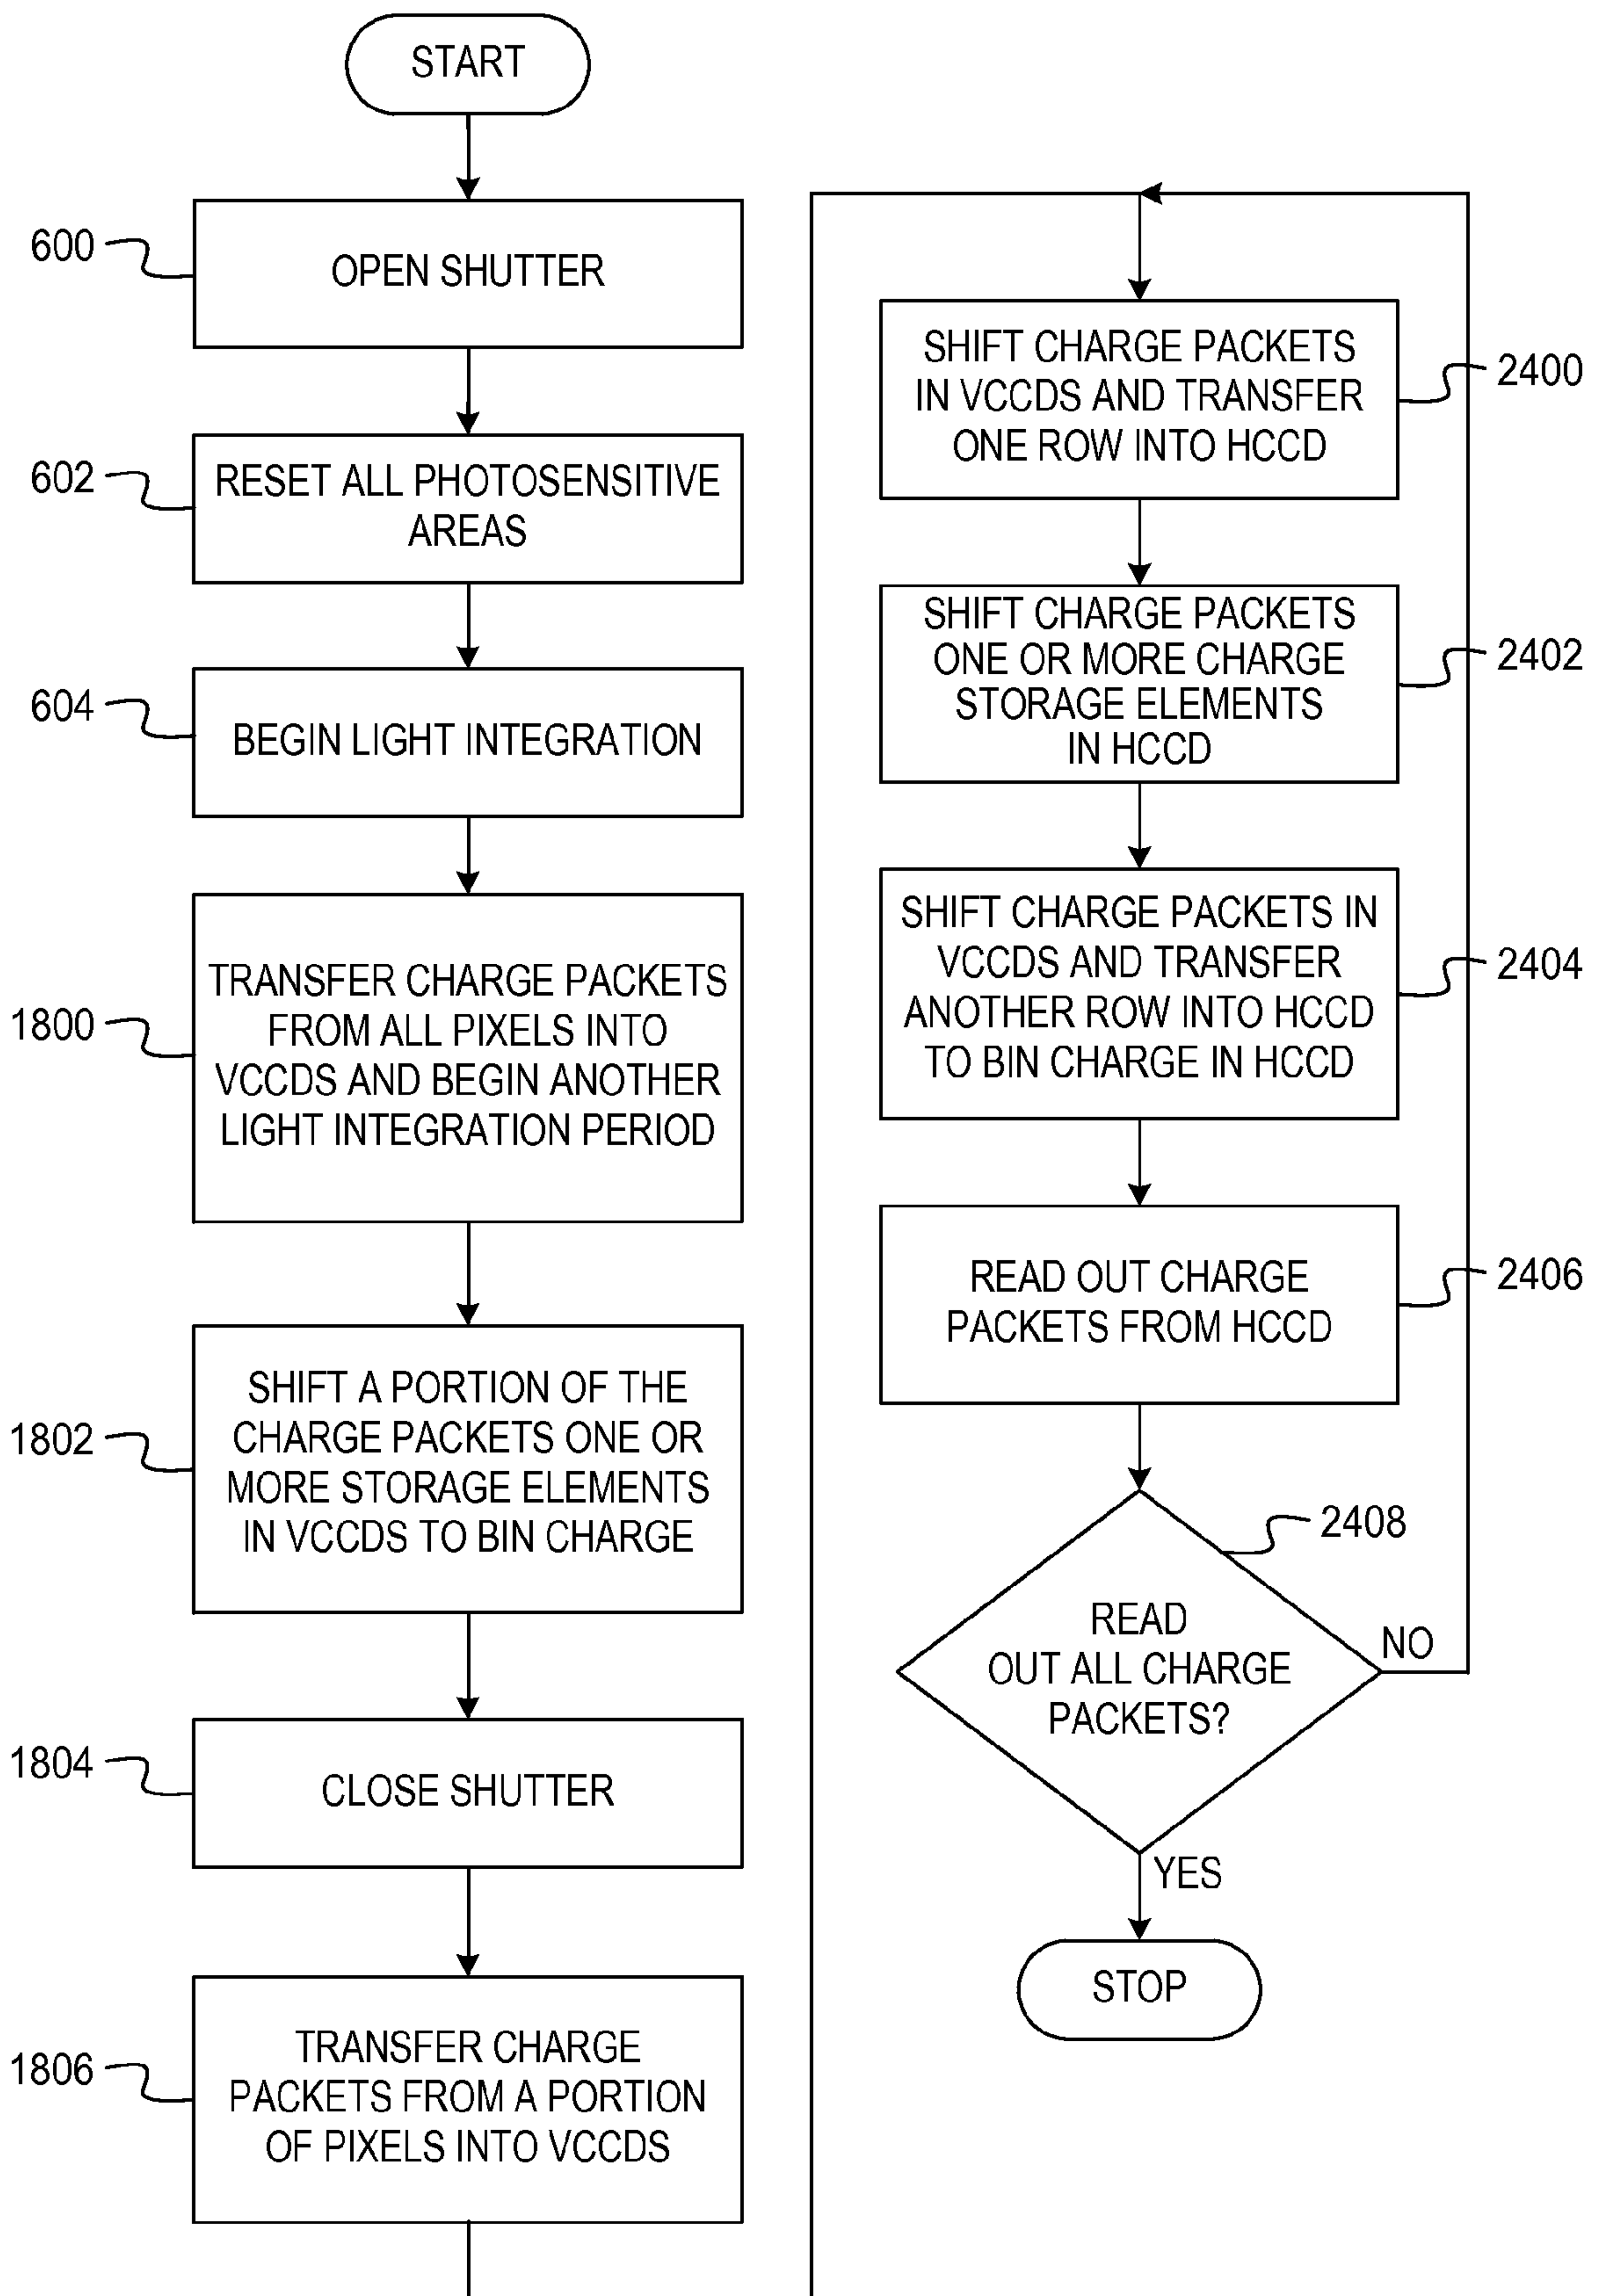 START
600
OPEN SHUTTER
602
RESET ALL PHOTOSENSITIVE
AREAS
604
BEGIN LIGHT INTEGRATION
1800
TRANSFER CHARGE PACKETS
FROM ALL PIXELS INTO
VCCDS AND BEGIN ANOTHER
LIGHT INTEGRATION PERIOD
1802
SHIFT A PORTION OF THE
CHARGE PACKETS ONE OR
MORE STORAGE ELEMENTS
IN VCCDS TO BIN CHARGE
1804
CLOSE SHUTTER
1806
TRANSFER CHARGE
PACKETS FROM A PORTION
OF PIXELS INTO VCCDS
SHIFT CHARGE PACKETS
IN VCCDS AND TRANSFER
ONE ROW INTO HCCD
2400
SHIFT CHARGE PACKETS
ONE OR MORE CHARGE
STORAGE ELEMENTS
IN HCCD
2402
SHIFT CHARGE PACKETS IN
VCCDS AND TRANSFER
ANOTHER ROW INTO HCCD
TO BIN CHARGE IN HCCD
2404
READ OUT CHARGE
PACKETS FROM HCCD
2406
2408
READ
OUT ALL CHARGE
PACKETS?
NO
YES
STOP